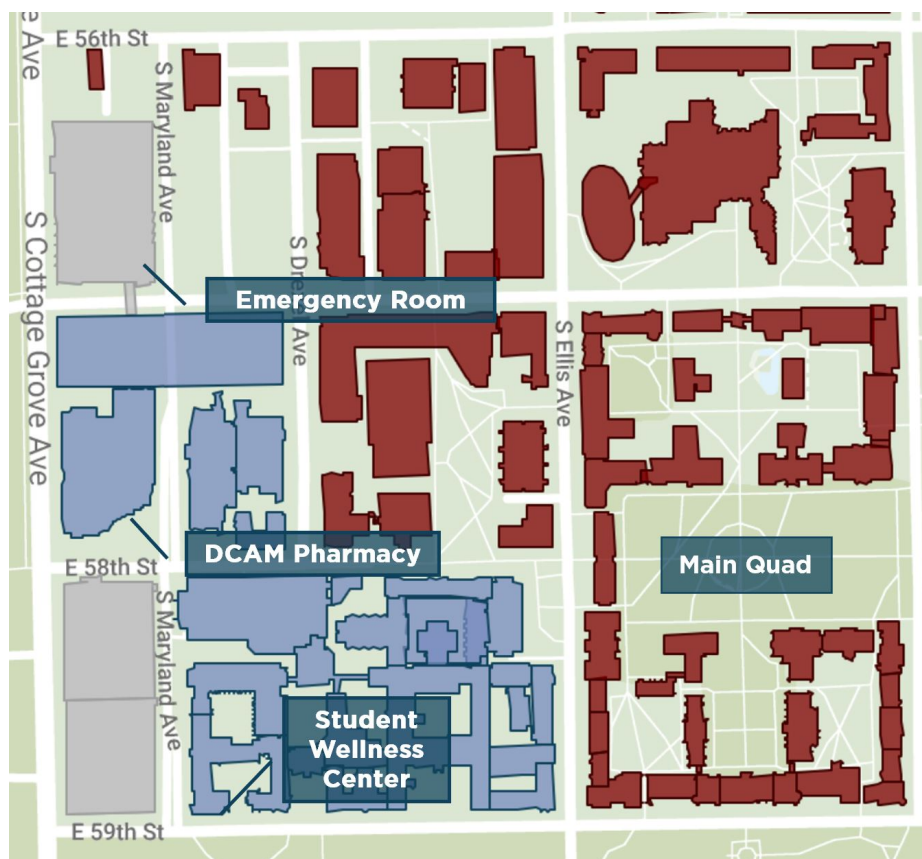 e Ave
E 56th St
S Maryland Ave
S Cottage Grove Ave
S Dre
Ave
Emergency Room
S Ellis Ave
DCAM Pharmacy
Main Quad
E 58th St
S Maryland Ave
Student
Wellness
Center
E 59th St